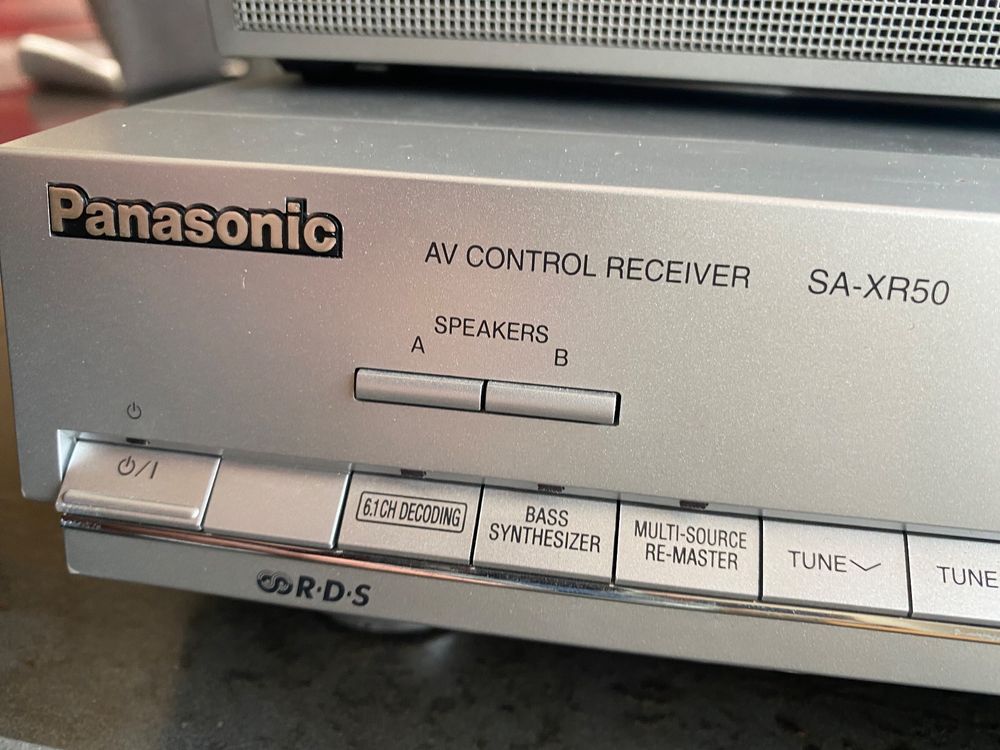 Panasonic
AV CONTROL RECEIVER SA-XR50
SPEAKERS
A B
⏻/I
6.1CH DECODING
BASS
SYNTHESIZER
MULTI-SOURCE
RE-MASTER
TUNE
TUNE
R·D·S